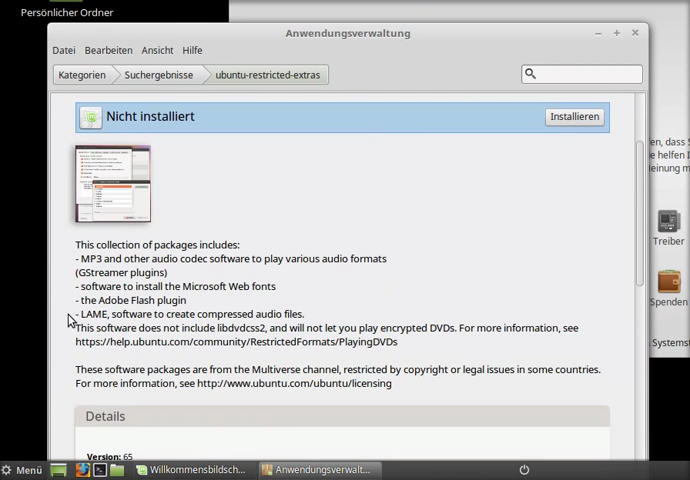 Persönlicher Ordner
Anwendungsverwaltung
Datei Bearbeiten Ansicht Hilfe
Kategorien Suchergebnisse ubuntu-restricted-extras
Nicht installiert Installieren
This collection of packages includes:
- MP3 and other audio codec software to play various audio formats
(GStreamer plugins)
- software to install the Microsoft Web fonts
- the Adobe Flash plugin
- LAME, software to create compressed audio files.
This software does not include libdvdcss2, and will not let you play encrypted DVDs. For more information, see
https://help.ubuntu.com/community/RestrictedFormats/PlayingDVDs
These software packages are from the Multiverse channel, restricted by copyright or legal issues in some countries.
For more information, see http://www.ubuntu.com/ubuntu/licensing
Details
Version: 65
fen, dass S
e helfen I
Meinung m
Treiber
Spenden
Systemst
Menü Willkommensbildsch... Anwendungsverwalt...